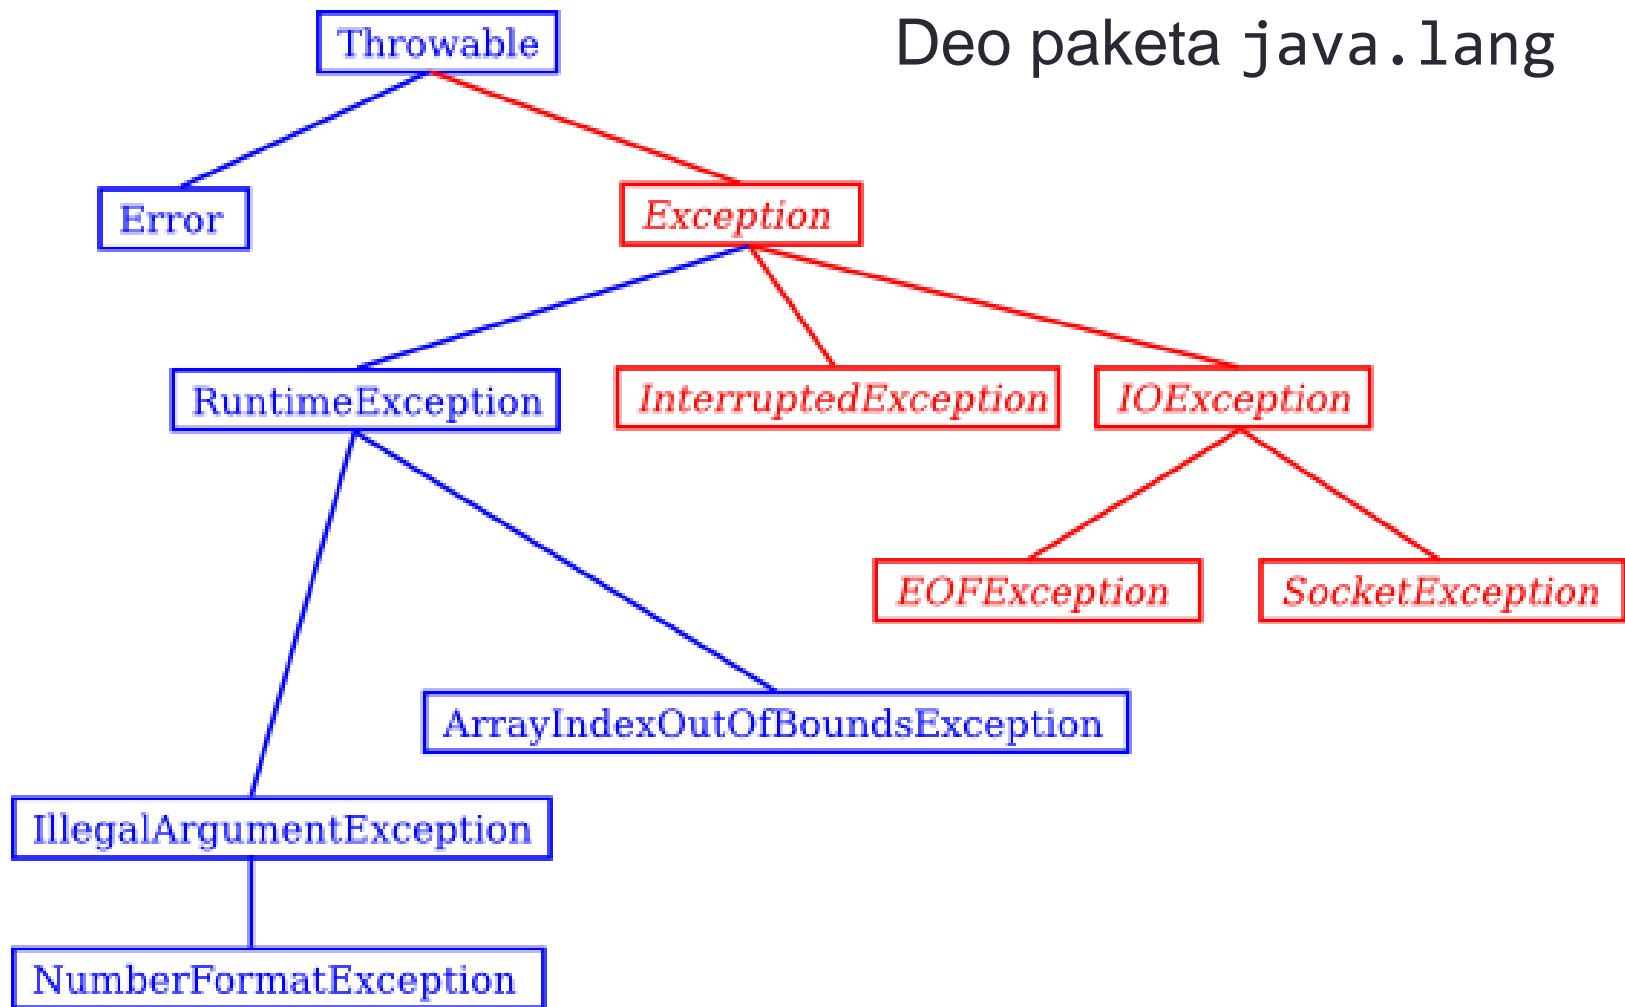 Deo paketa java.lang
Throwable
Error
Exception
RuntimeException
InterruptedException
IOException
EOFException
SocketException
ArrayIndexOutOfBoundsException
IllegalArgumentException
NumberFormatException